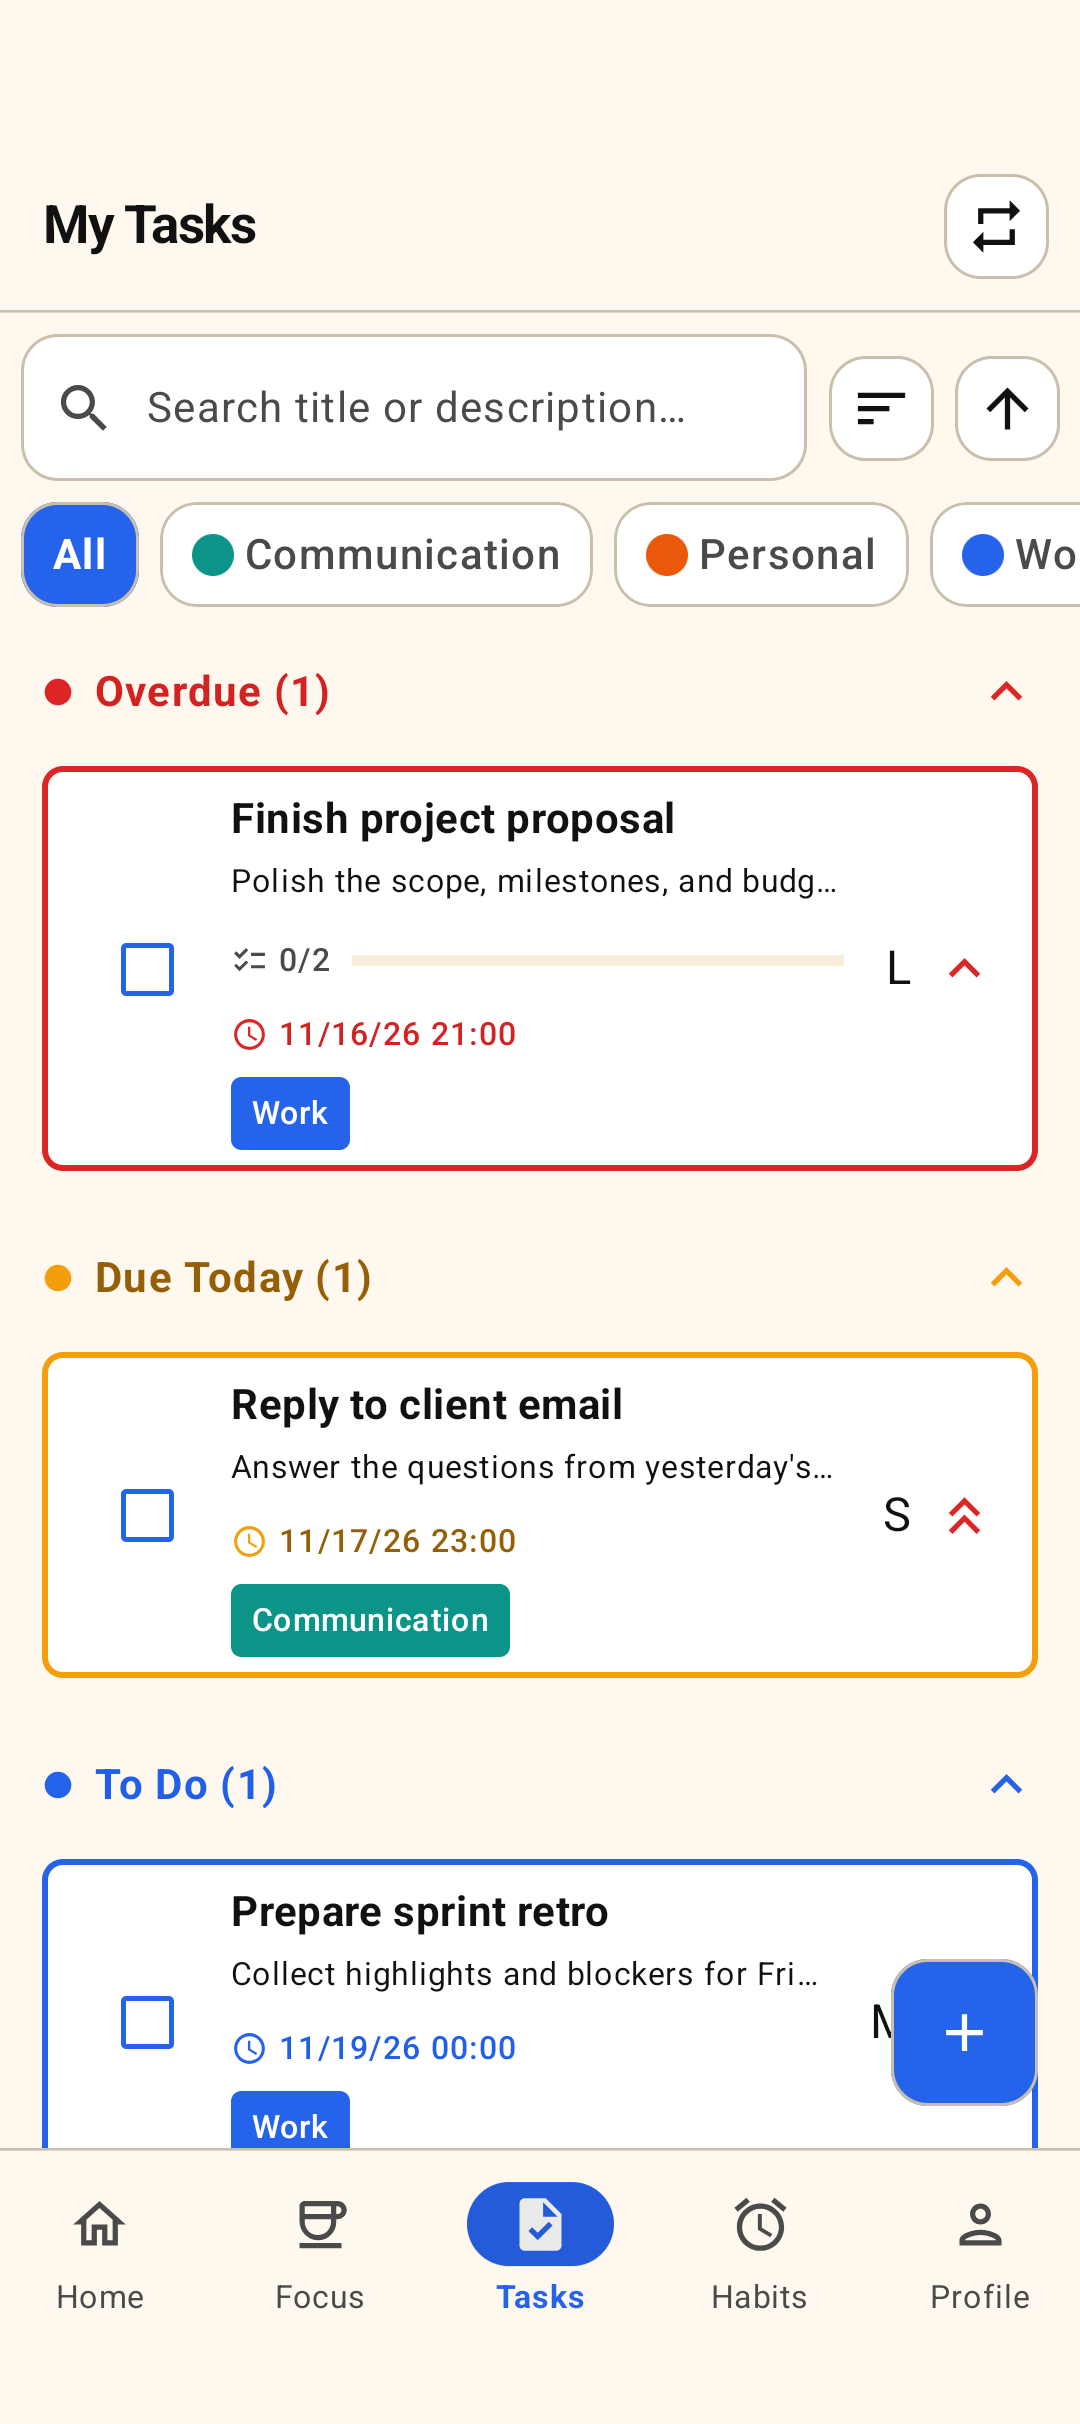 My Tasks
Search title or description…
All
Communication
Personal
Wo
Overdue (1)
Finish project proposal
Polish the scope, milestones, and budg…
0/2
L
11/16/26 21:00
Work
Due Today (1)
Reply to client email
Answer the questions from yesterday's…
S
11/17/26 23:00
Communication
To Do (1)
Prepare sprint retro
Collect highlights and blockers for Fri…
M
11/19/26 00:00
Work
Home
Focus
Tasks
Habits
Profile